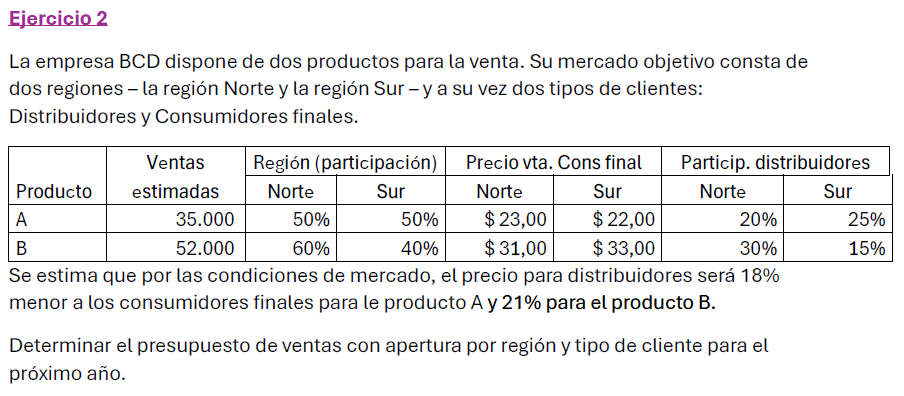 Ejercicio 2
La empresa BCD dispone de dos productos para la venta. Su mercado objetivo consta de
dos regiones – la región Norte y la región Sur – y a su vez dos tipos de clientes:
Distribuidores y Consumidores finales.
Producto Ventas estimadas Región (participación) Precio vta. Cons final Particip. distribuidores
Norte Sur Norte Sur Norte Sur
A 35.000 50% 50% $ 23,00 $ 22,00 20% 25%
B 52.000 60% 40% $ 31,00 $ 33,00 30% 15%
Se estima que por las condiciones de mercado, el precio para distribuidores será 18%
menor a los consumidores finales para le producto A y 21% para el producto B.
Determinar el presupuesto de ventas con apertura por región y tipo de cliente para el
próximo año.